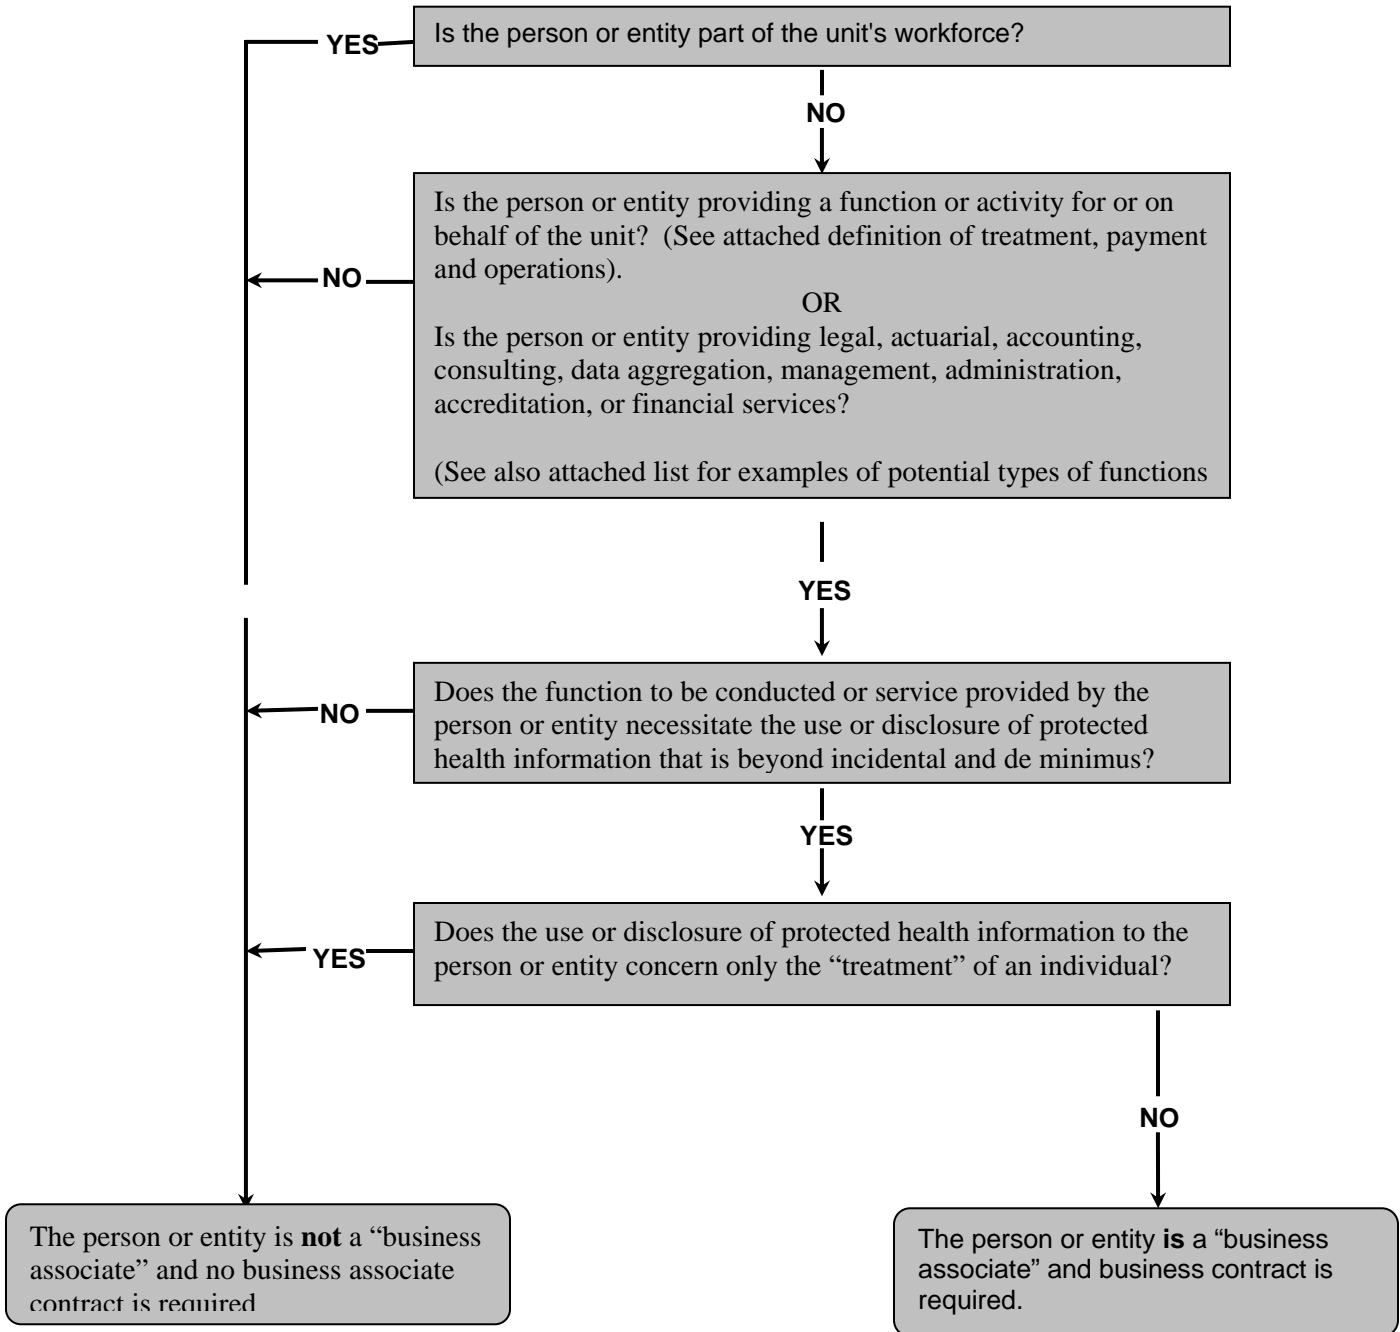 Is the person or entity part of the unit's workforce?
YES
NO
Is the person or entity providing a function or activity for or on
behalf of the unit?  (See attached definition of treatment, payment
and operations).
NO
OR
Is the person or entity providing legal, actuarial, accounting,
consulting, data aggregation, management, administration,
accreditation, or financial services?
(See also attached list for examples of potential types of functions
YES
Does the function to be conducted or service provided by the
person or entity necessitate the use or disclosure of protected
health information that is beyond incidental and de minimus?
NO
YES
Does the use or disclosure of protected health information to the
person or entity concern only the “treatment” of an individual?
YES
NO
The person or entity is not a “business
associate” and no business associate
contract is required
The person or entity is a “business
associate” and business contract is
required.